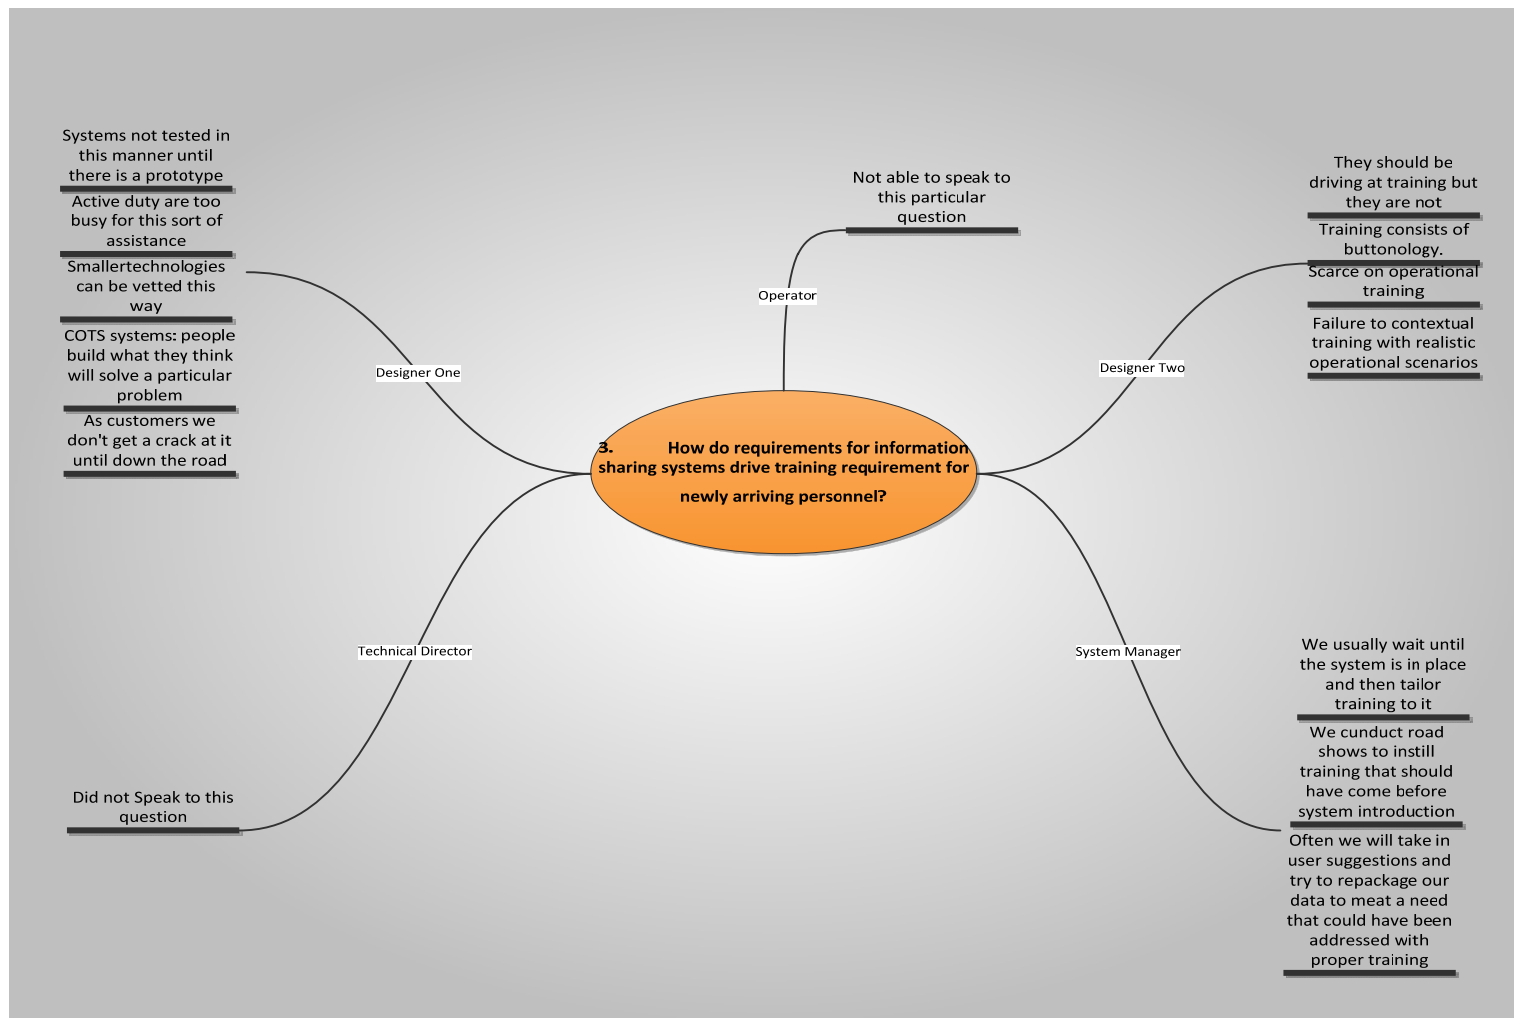 Systems not tested in
this manner until
there is a prototype
Active duty are too
busy for this sort of
assistance
Smallertechnologies
can be vetted this
way
COTS systems: people
build what they think
will solve a particular
problem
As customers we
don't get a crack at it
until down the road
Designer One
Not able to speak to
this particular
question
Operator
They should be
driving at training but
they are not
Training consists of
buttonology.
Scarce on operational
training
Failure to contextual
training with realistic
operational scenarios
Designer Two
3. How do requirements for information
sharing systems drive training requirement for
newly arriving personnel?
Technical Director
Did not Speak to this
question
System Manager
We usually wait until
the system is in place
and then tailor
training to it
We cunduct road
shows to instill
training that should
have come before
system introduction
Often we will take in
user suggestions and
try to repackage our
data to meat a need
that could have been
addressed with
proper training